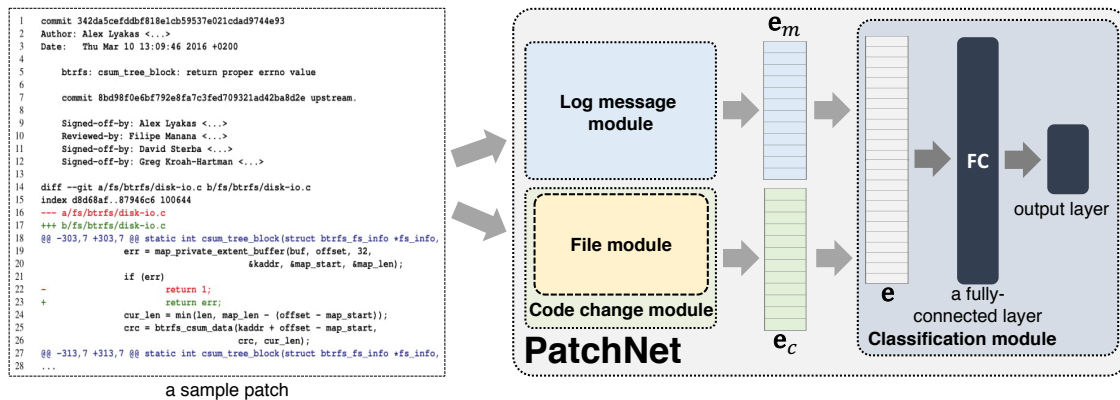 1 commit 342da5cefddbf818e1cb59537e021cdad9744e93
2 Author: Alex Lyakas <...>
3 Date: Thu Mar 10 13:09:46 2016 +0200
4
5 btrfs: csum_tree_block: return proper errno value
6
7 commit 8bd98f0e6bf792e8fa7c3fed709321ad42ba8d2e upstream.
8
9 Signed-off-by: Alex Lyakas <...>
10 Reviewed-by: Filipe Manana <...>
11 Signed-off-by: David Sterba <...>
12 Signed-off-by: Greg Kroah-Hartman <...>
13
14 diff --git a/fs/btrfs/disk-io.c b/fs/btrfs/disk-io.c
15 index d8d68af..87946c6 100644
16 --- a/fs/btrfs/disk-io.c
17 +++ b/fs/btrfs/disk-io.c
18 @@ -303,7 +303,7 @@ static int csum_tree_block(struct btrfs_fs_info *fs_info,
19 err = map_private_extent_buffer(buf, offset, 32,
20 &kaddr, &map_start, &map_len);
21 if (err)
22 - return 1;
23 + return err;
24 cur_len = min(len, map_len - (offset - map_start));
25 crc = btrfs_csum_data(kaddr + offset - map_start,
26 crc, cur_len);
27 @@ -313,7 +313,7 @@ static int csum_tree_block(struct btrfs_fs_info *fs_info,
28 ...
a sample patch
Log message
module
File module
Code change module
PatchNet
e_m
e_c
e
FC
a fully-
connected layer
output layer
Classification module